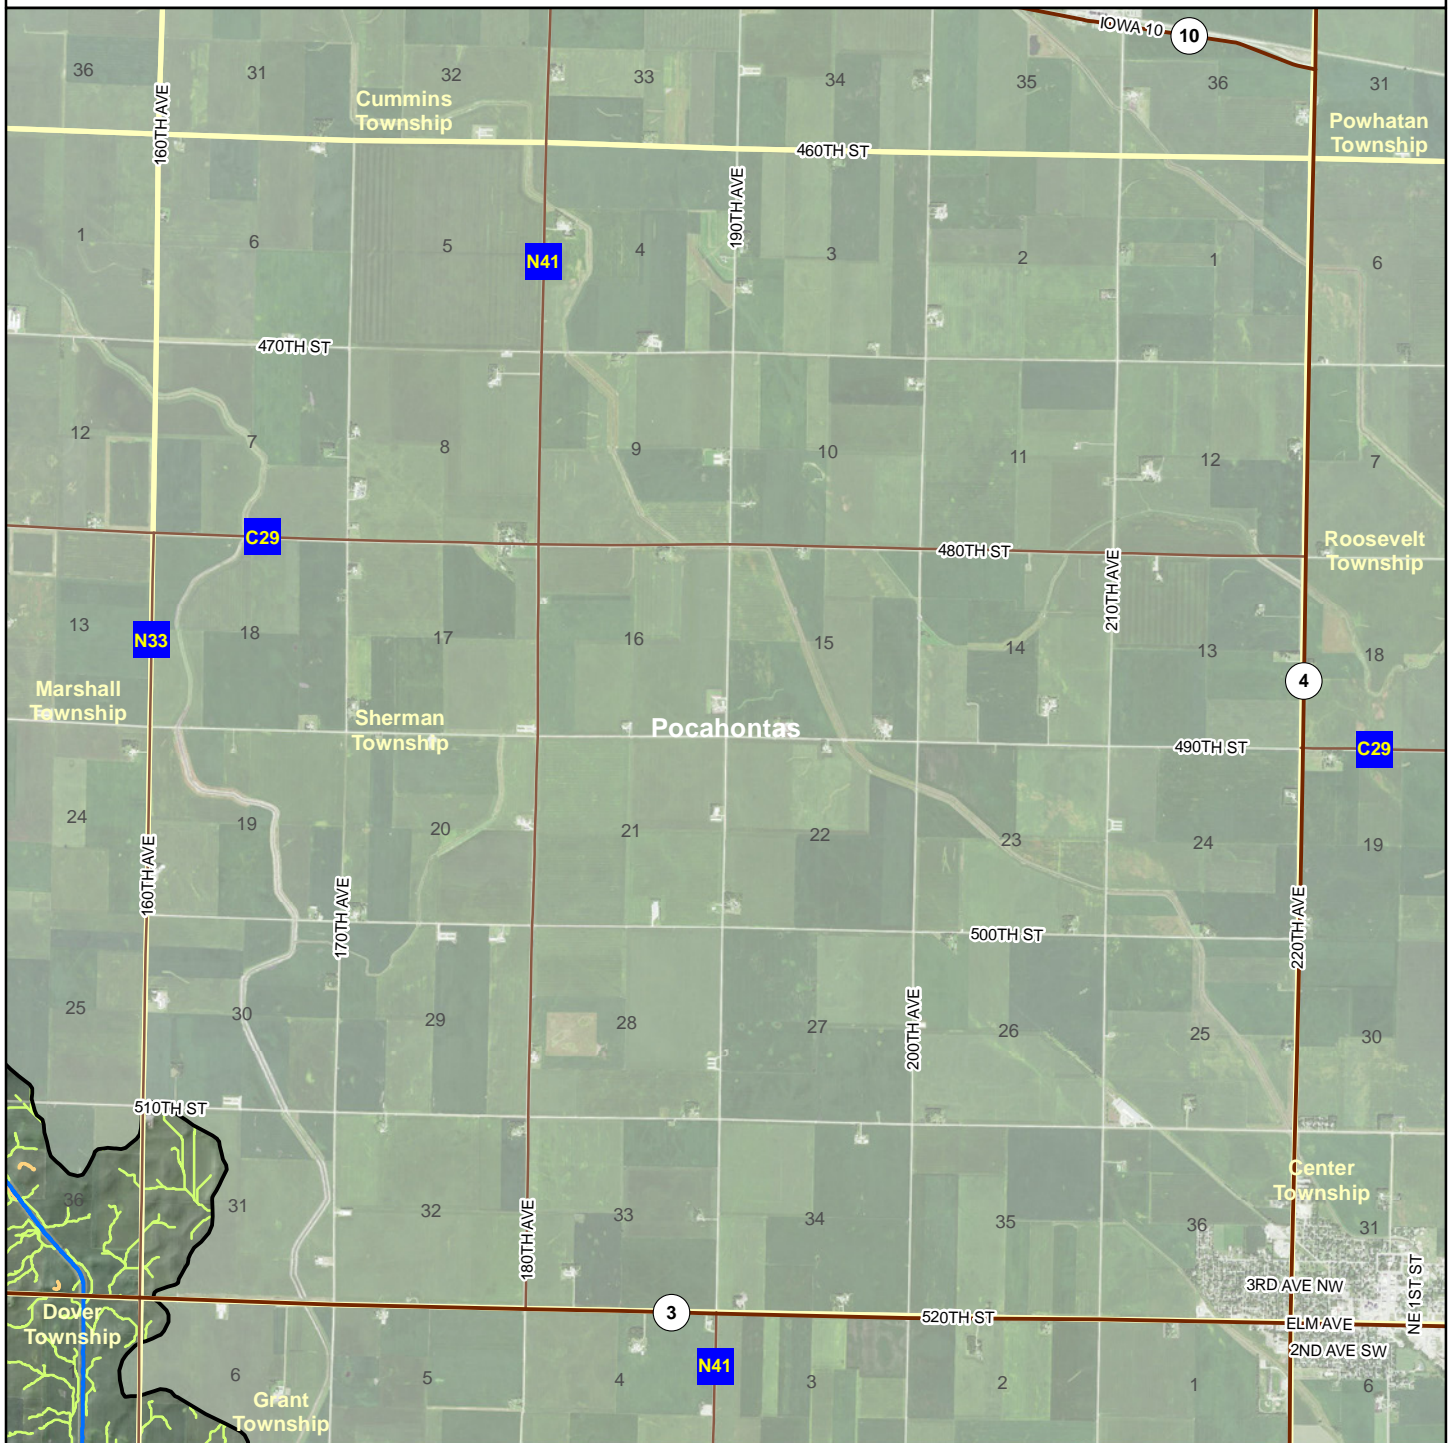 IOWA 10
10
36
31
32
33
34
35
36
31
Cummins
Township
160TH AVE
Powhatan
Township
460TH ST
190TH AVE
1
6
5
N41
4
3
2
1
6
470TH ST
12
7
8
9
10
11
12
7
C29
480TH ST
Roosevelt
Township
210TH AVE
13
N33
18
17
16
15
14
13
18
4
Marshall
Township
Sherman
Township
Pocahontas
490TH ST
C29
24
19
20
21
22
23
24
19
160TH AVE
170TH AVE
500TH ST
220TH AVE
25
30
29
28
27
200TH AVE
26
25
30
510TH ST
Center
Township
36
31
32
33
34
35
36
31
180TH AVE
3RD AVE NW
NE 1ST ST
Dover
Township
3
520TH ST
ELM AVE
2ND AVE SW
N41
6
5
4
3
2
1
6
Grant
Township